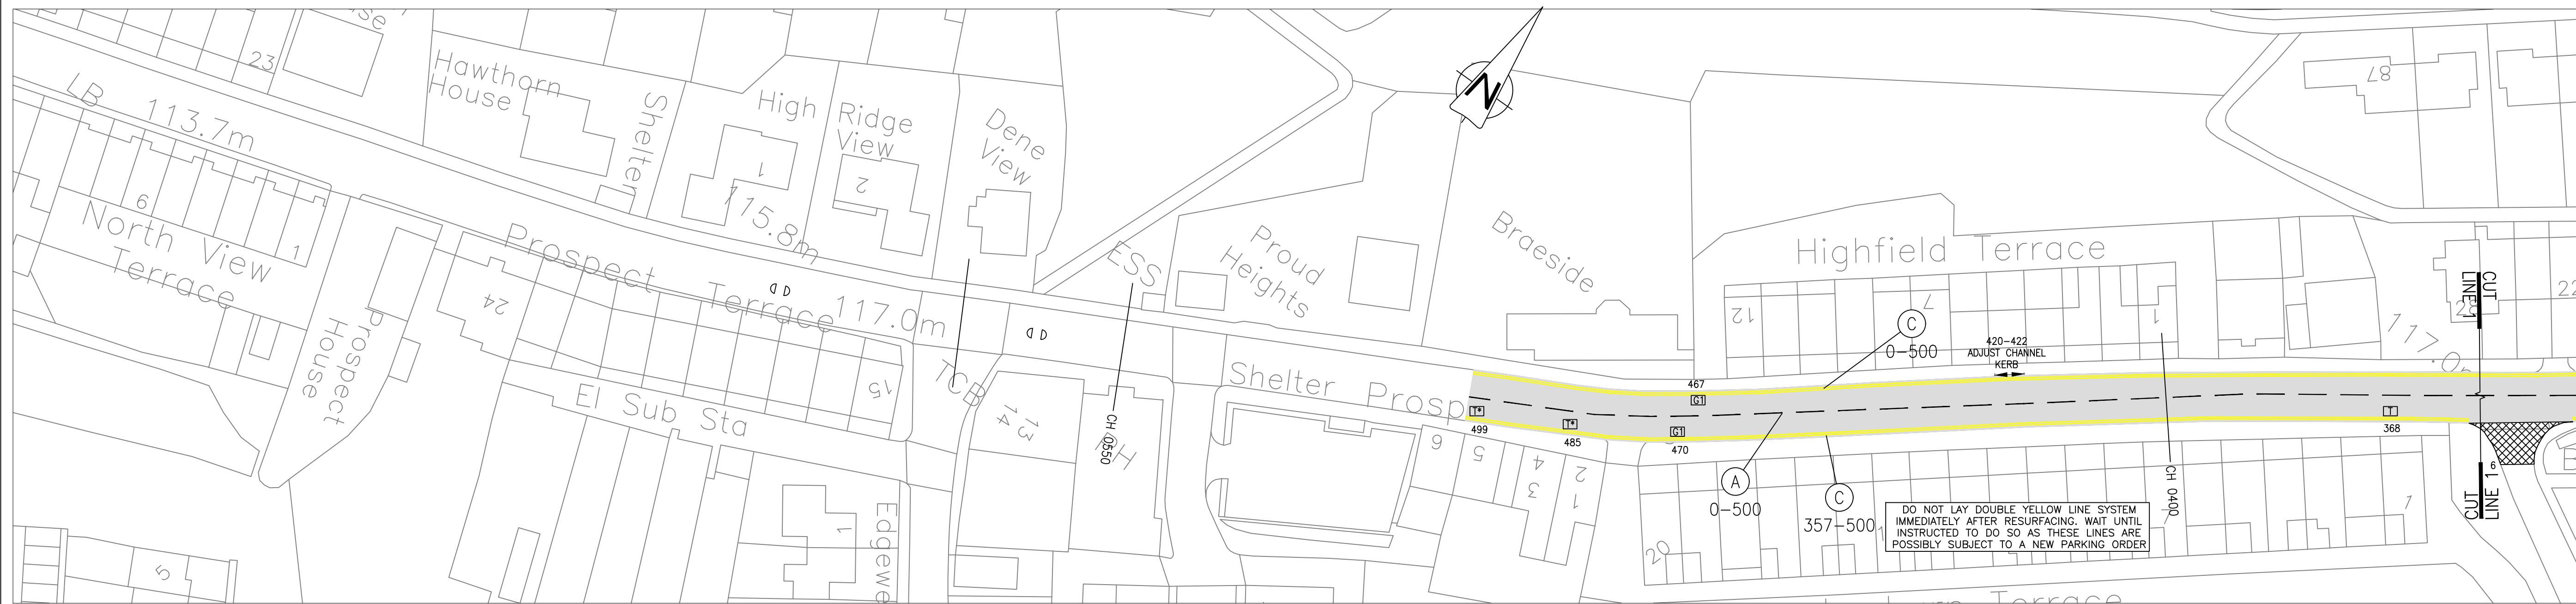 23
Hawthorn
House
LB
113.7m
Shelter
High
1
Ridge
View
2
Dene
View
N
87
6
North View
Terrace
1
115.8m
Prospect
Terrace
117.0m
ESS
Proud
Heights
Braeside
Highfield Terrace
12
7
1
CUT
LINE 1
28
22
Prospect
House
24
El Sub Sta
15
TCB
14
13
CH 0550
Shelter
C
0-500
420-422
ADJUST CHANNEL
KERB
467
G1
T*
499
T*
485
G1
470
T
368
6
5
4
3
2
1
A
0-500
C
357-500
CH 0400
DO NOT LAY DOUBLE YELLOW LINE SYSTEM
IMMEDIATELY AFTER RESURFACING. WAIT UNTIL
INSTRUCTED TO DO SO AS THESE LINES ARE
POSSIBLY SUBJECT TO A NEW PARKING ORDER
20
1
6
CUT
LINE 1
5
1
Terrace